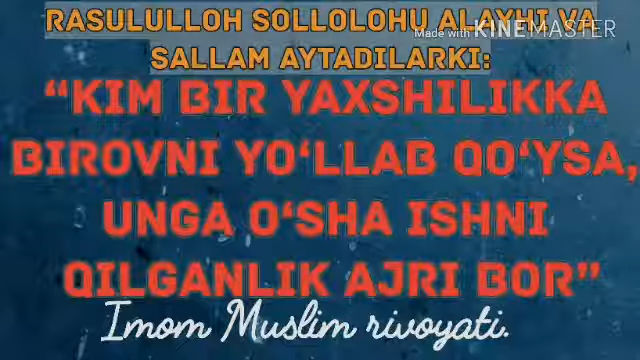 RASULULLOH SOLLOLOHU ALAYHI VA
Made with KINEMASTER
SALLAM AYTADILARKI:
“KIM BIR YAXSHILIKKA
BIROVNI YO‘LLAB QO‘YSA,
UNGA O‘SHA ISHNI
QILGANLIK AJRI BOR”
Imom Muslim rivoyati.